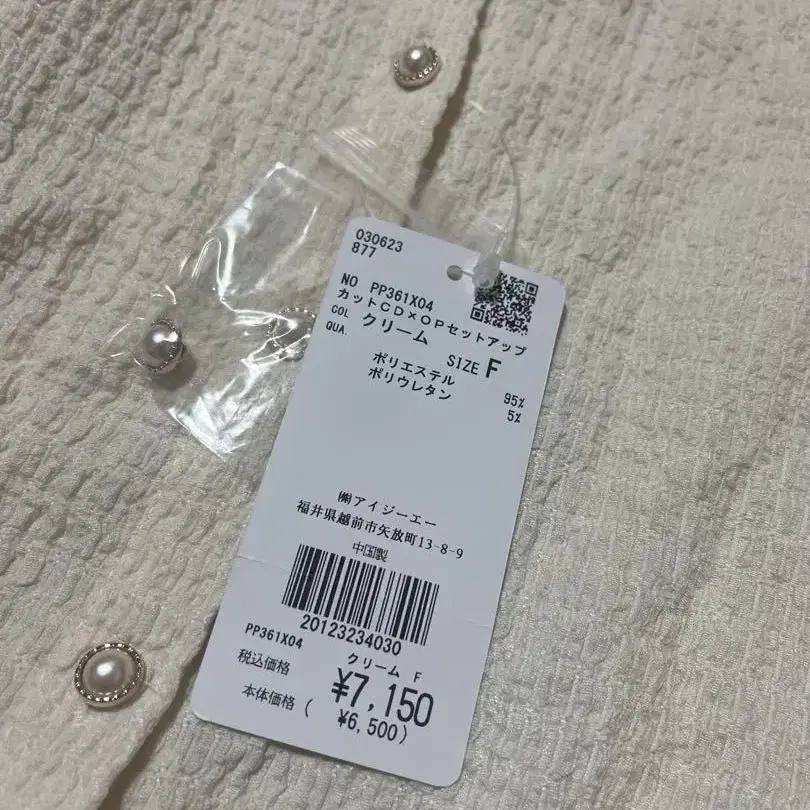 030623
877
NO PP361X04
カットCD×OPセットアップ
COL クリーム
QUA. SIZE F
ポリエステル 95%
ポリウレタン 5%
㈱アイジーエー
福井県越前市矢放町13-8-9
中国製
20123234030
PP361X04
クリーム F
税込価格 ¥7,150
本体価格 ( ¥6,500)